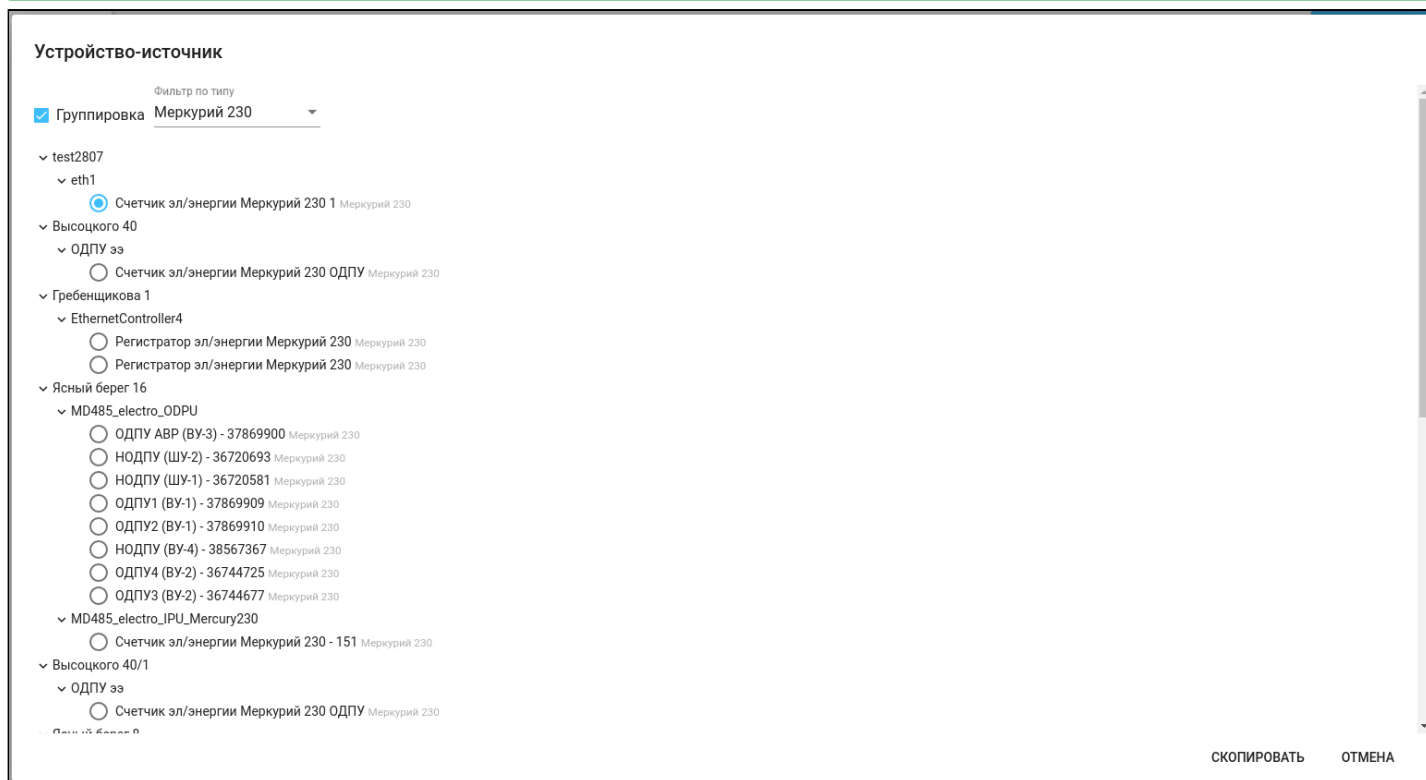 Устройство-источник
Фильтр по типу
Группировка Меркурий 230
test2807
eth1
Счетчик эл/энергии Меркурий 230 1 Меркурий 230
Высоцкого 40
ОДПУ ээ
Счетчик эл/энергии Меркурий 230 ОДПУ Меркурий 230
Гребенщикова 1
EthernetController4
Регистратор эл/энергии Меркурий 230 Меркурий 230
Регистратор эл/энергии Меркурий 230 Меркурий 230
Ясный берег 16
MD485_electro_ODPU
ОДПУ АВР (ВУ-3) - 37869900 Меркурий 230
НОДПУ (ШУ-2) - 36720693 Меркурий 230
НОДПУ (ШУ-1) - 36720581 Меркурий 230
ОДПУ1 (ВУ-1) - 37869909 Меркурий 230
ОДПУ2 (ВУ-1) - 37869910 Меркурий 230
НОДПУ (ВУ-4) - 38567367 Меркурий 230
ОДПУ4 (ВУ-2) - 36744725 Меркурий 230
ОДПУ3 (ВУ-2) - 36744677 Меркурий 230
MD485_electro_IPU_Mercury230
Счетчик эл/энергии Меркурий 230 - 151 Меркурий 230
Высоцкого 40/1
ОДПУ ээ
Счетчик эл/энергии Меркурий 230 ОДПУ Меркурий 230
СКОПИРОВАТЬ ОТМЕНА